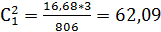 C₁² = 16,68*3 / 806 = 62,09